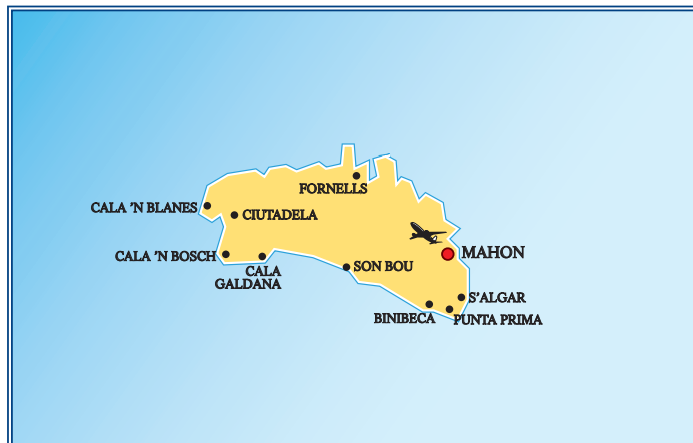 FORNELLS
CALA 'N BLANES
CIUTADELA
MAHON
CALA 'N BOSCH
CALA
GALDANA
SON BOU
S'ALGAR
BINIBECA
PUNTA PRIMA